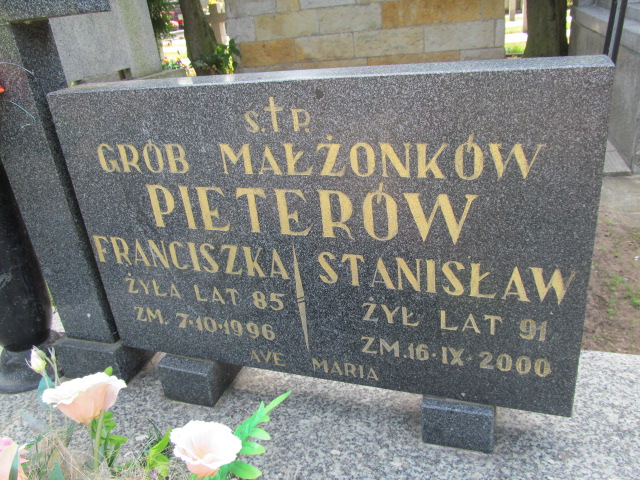 Ś.†P.
GRÓB MAŁŻONKÓW
PIETERÓW
FRANCISZKA
ŻYŁA LAT 85
ZM. 7-10-1996
STANISŁAW
ŻYŁ LAT 91
ZM. 16-IX-2000
AVE MARIA